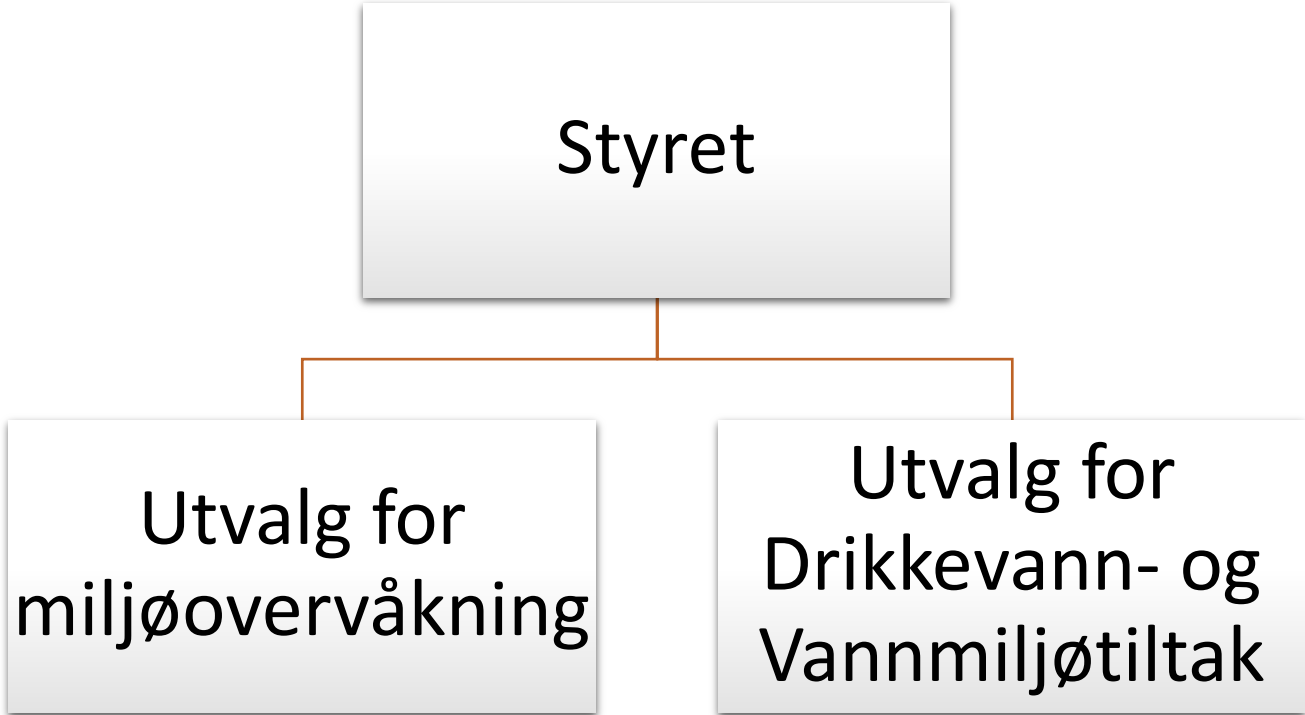 Styret
Utvalg for
miljøovervåkning
Utvalg for
Drikkevann- og
Vannmiljøtiltak